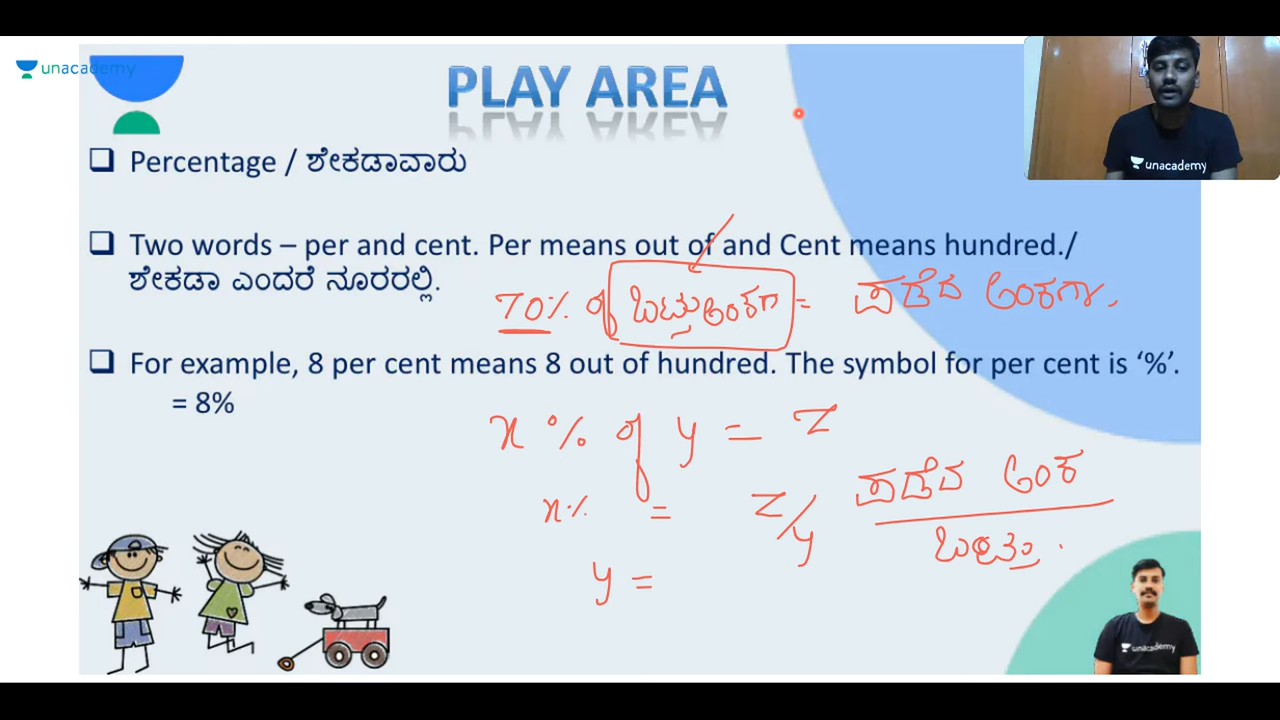 unacademy
PLAY AREA
unacademy
❑ Percentage / ಶೇಕಡಾವಾರು
❑ Two words – per and cent. Per means out of and Cent means hundred./
ಶೇಕಡಾ ಎಂದರೆ ನೂರರಲ್ಲಿ.
70% of ಒಟ್ಟು ಅಂಕಗ = ಪಡೆದ ಅಂಕಗಳು.
❑ For example, 8 per cent means 8 out of hundred. The symbol for per cent is ‘%’.
= 8%
x % of y = z
x% = z/y ಪಡೆದ ಅಂಕ
ಒಟ್ಟು
y =
unacademy